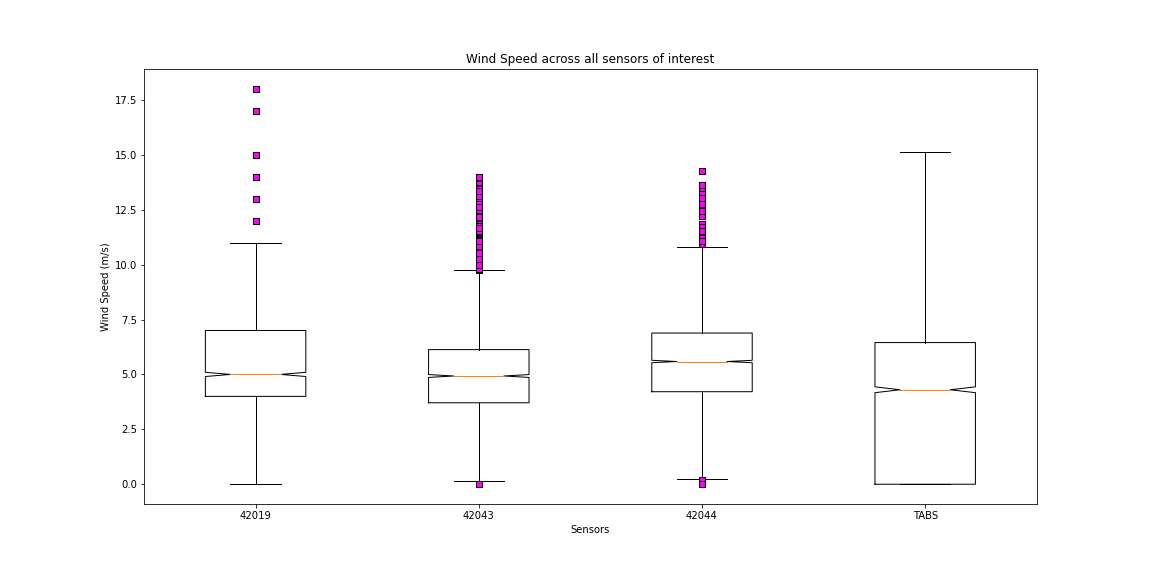 Wind Speed across all sensors of interest
17.5
15.0
12.5
10.0
7.5
5.0
2.5
0.0
Wind Speed (m/s)
42019 42043 42044 TABS
Sensors